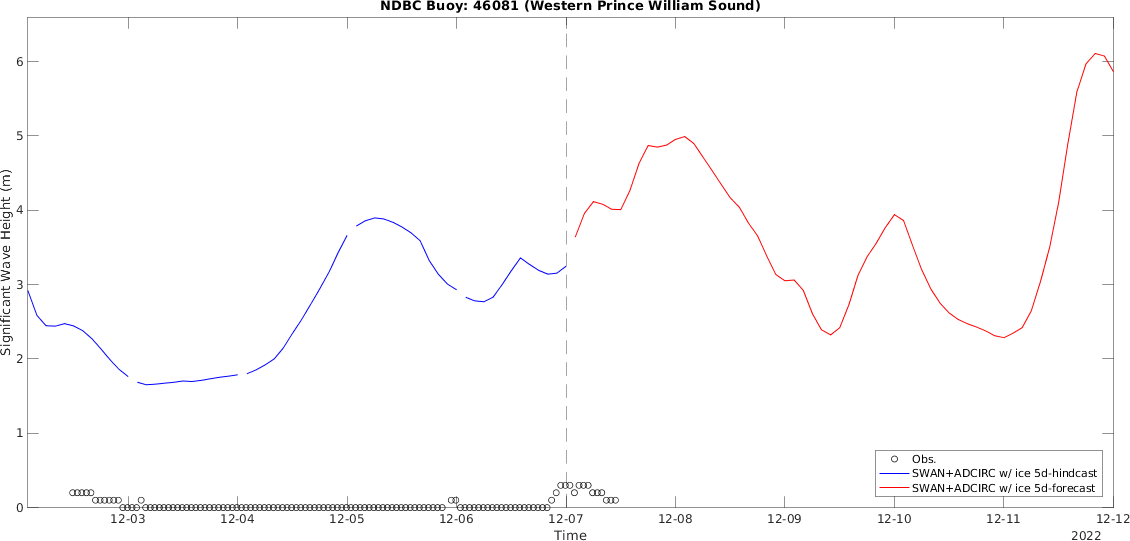 NDBC Buoy: 46081 (Western Prince William Sound)
Significant Wave Height (m)
6
5
4
3
2
1
0
Obs.
SWAN+ADCIRC w/ ice 5d-hindcast
SWAN+ADCIRC w/ ice 5d-forecast
12-03 12-04 12-05 12-06 12-07 12-08 12-09 12-10 12-11 12-12
Time
2022